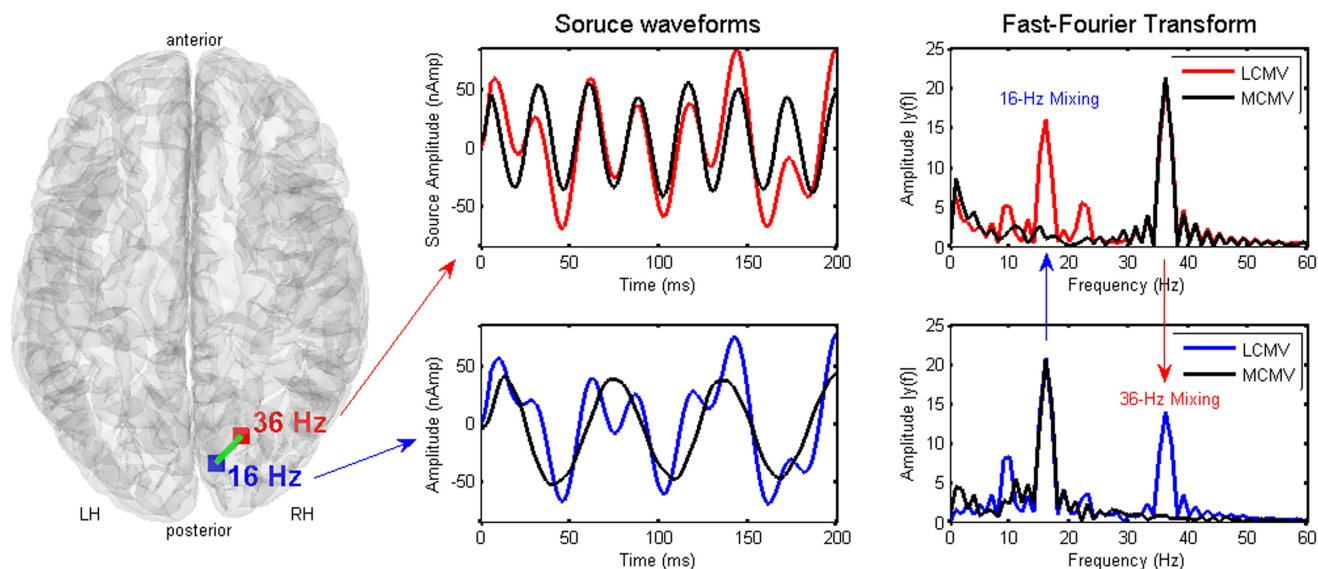 anterior
36 Hz
16 Hz
LH
RH
posterior
Soruce waveforms
Source Amplitude (nAmp)
50
0
-50
0
50
100
150
200
Time (ms)
Amplitude (nAmp)
50
0
-50
0
50
100
150
200
Time (ms)
Fast-Fourier Transform
Amplitude |y(f)|
25
20
15
10
5
0
LCMV
MCMV
16-Hz Mixing
0
10
20
30
40
50
60
Frequency (Hz)
Amplitude |y(f)|
25
20
15
10
5
0
LCMV
MCMV
36-Hz Mixing
0
10
20
30
40
50
60
Frequency (Hz)